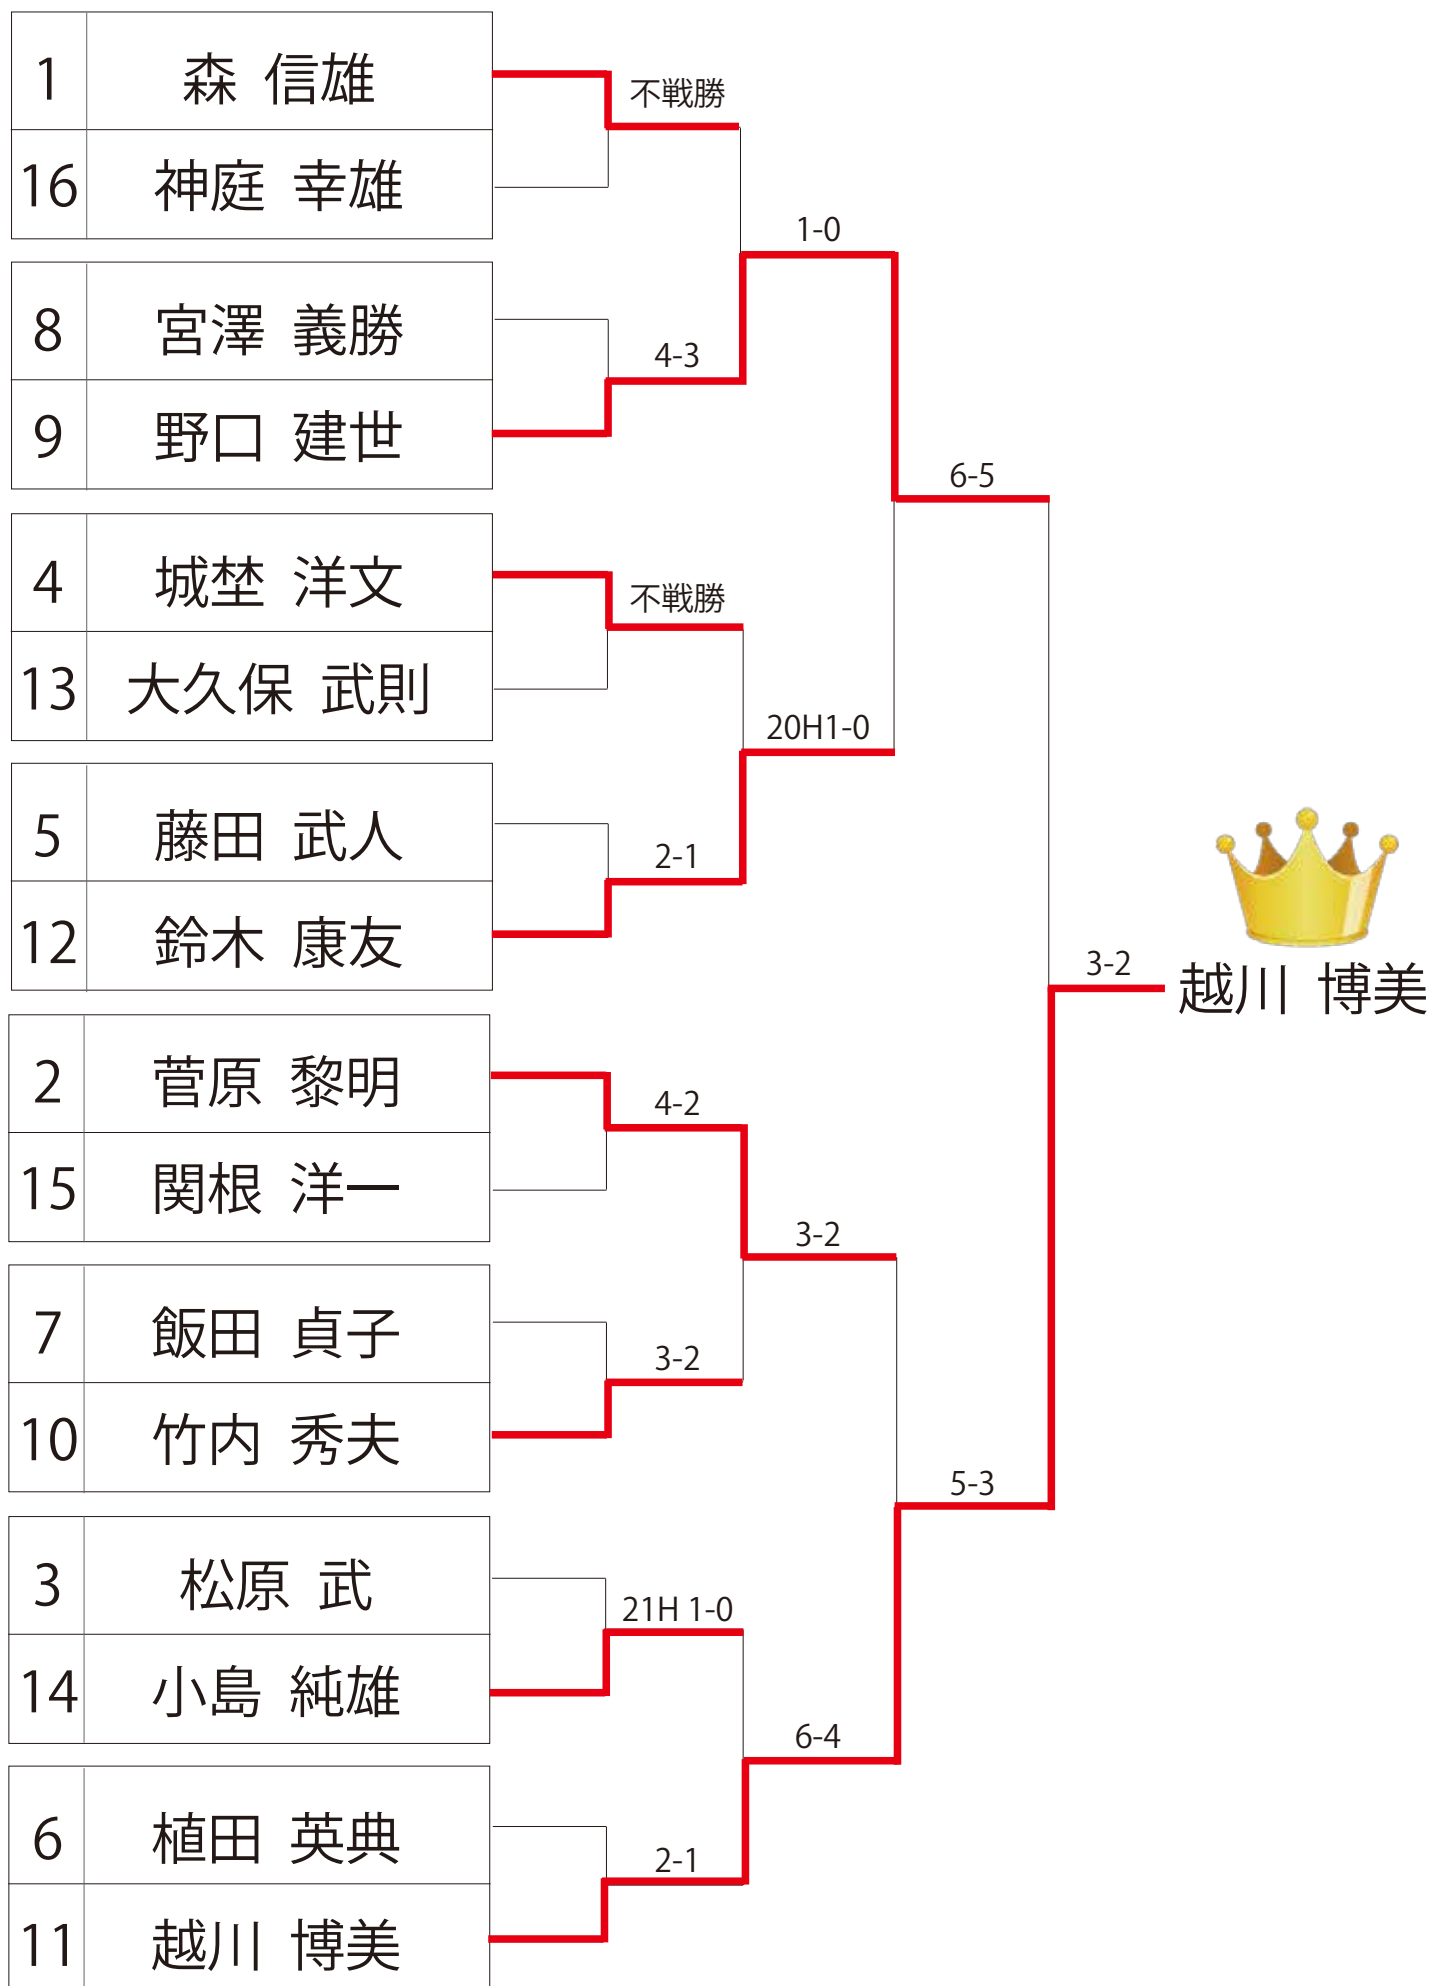 1 森 信雄
不戦勝
16 神庭 幸雄
1-0
8 宮澤 義勝
4-3
9 野口 建世
6-5
4 城埜 洋文
不戦勝
13 大久保 武則
20H1-0
5 藤田 武人
2-1
12 鈴木 康友
3-2
越川 博美
2 菅原 黎明
4-2
15 関根 洋一
3-2
7 飯田 貞子
3-2
10 竹内 秀夫
5-3
3 松原 武
21H 1-0
14 小島 純雄
6-4
6 植田 英典
2-1
11 越川 博美